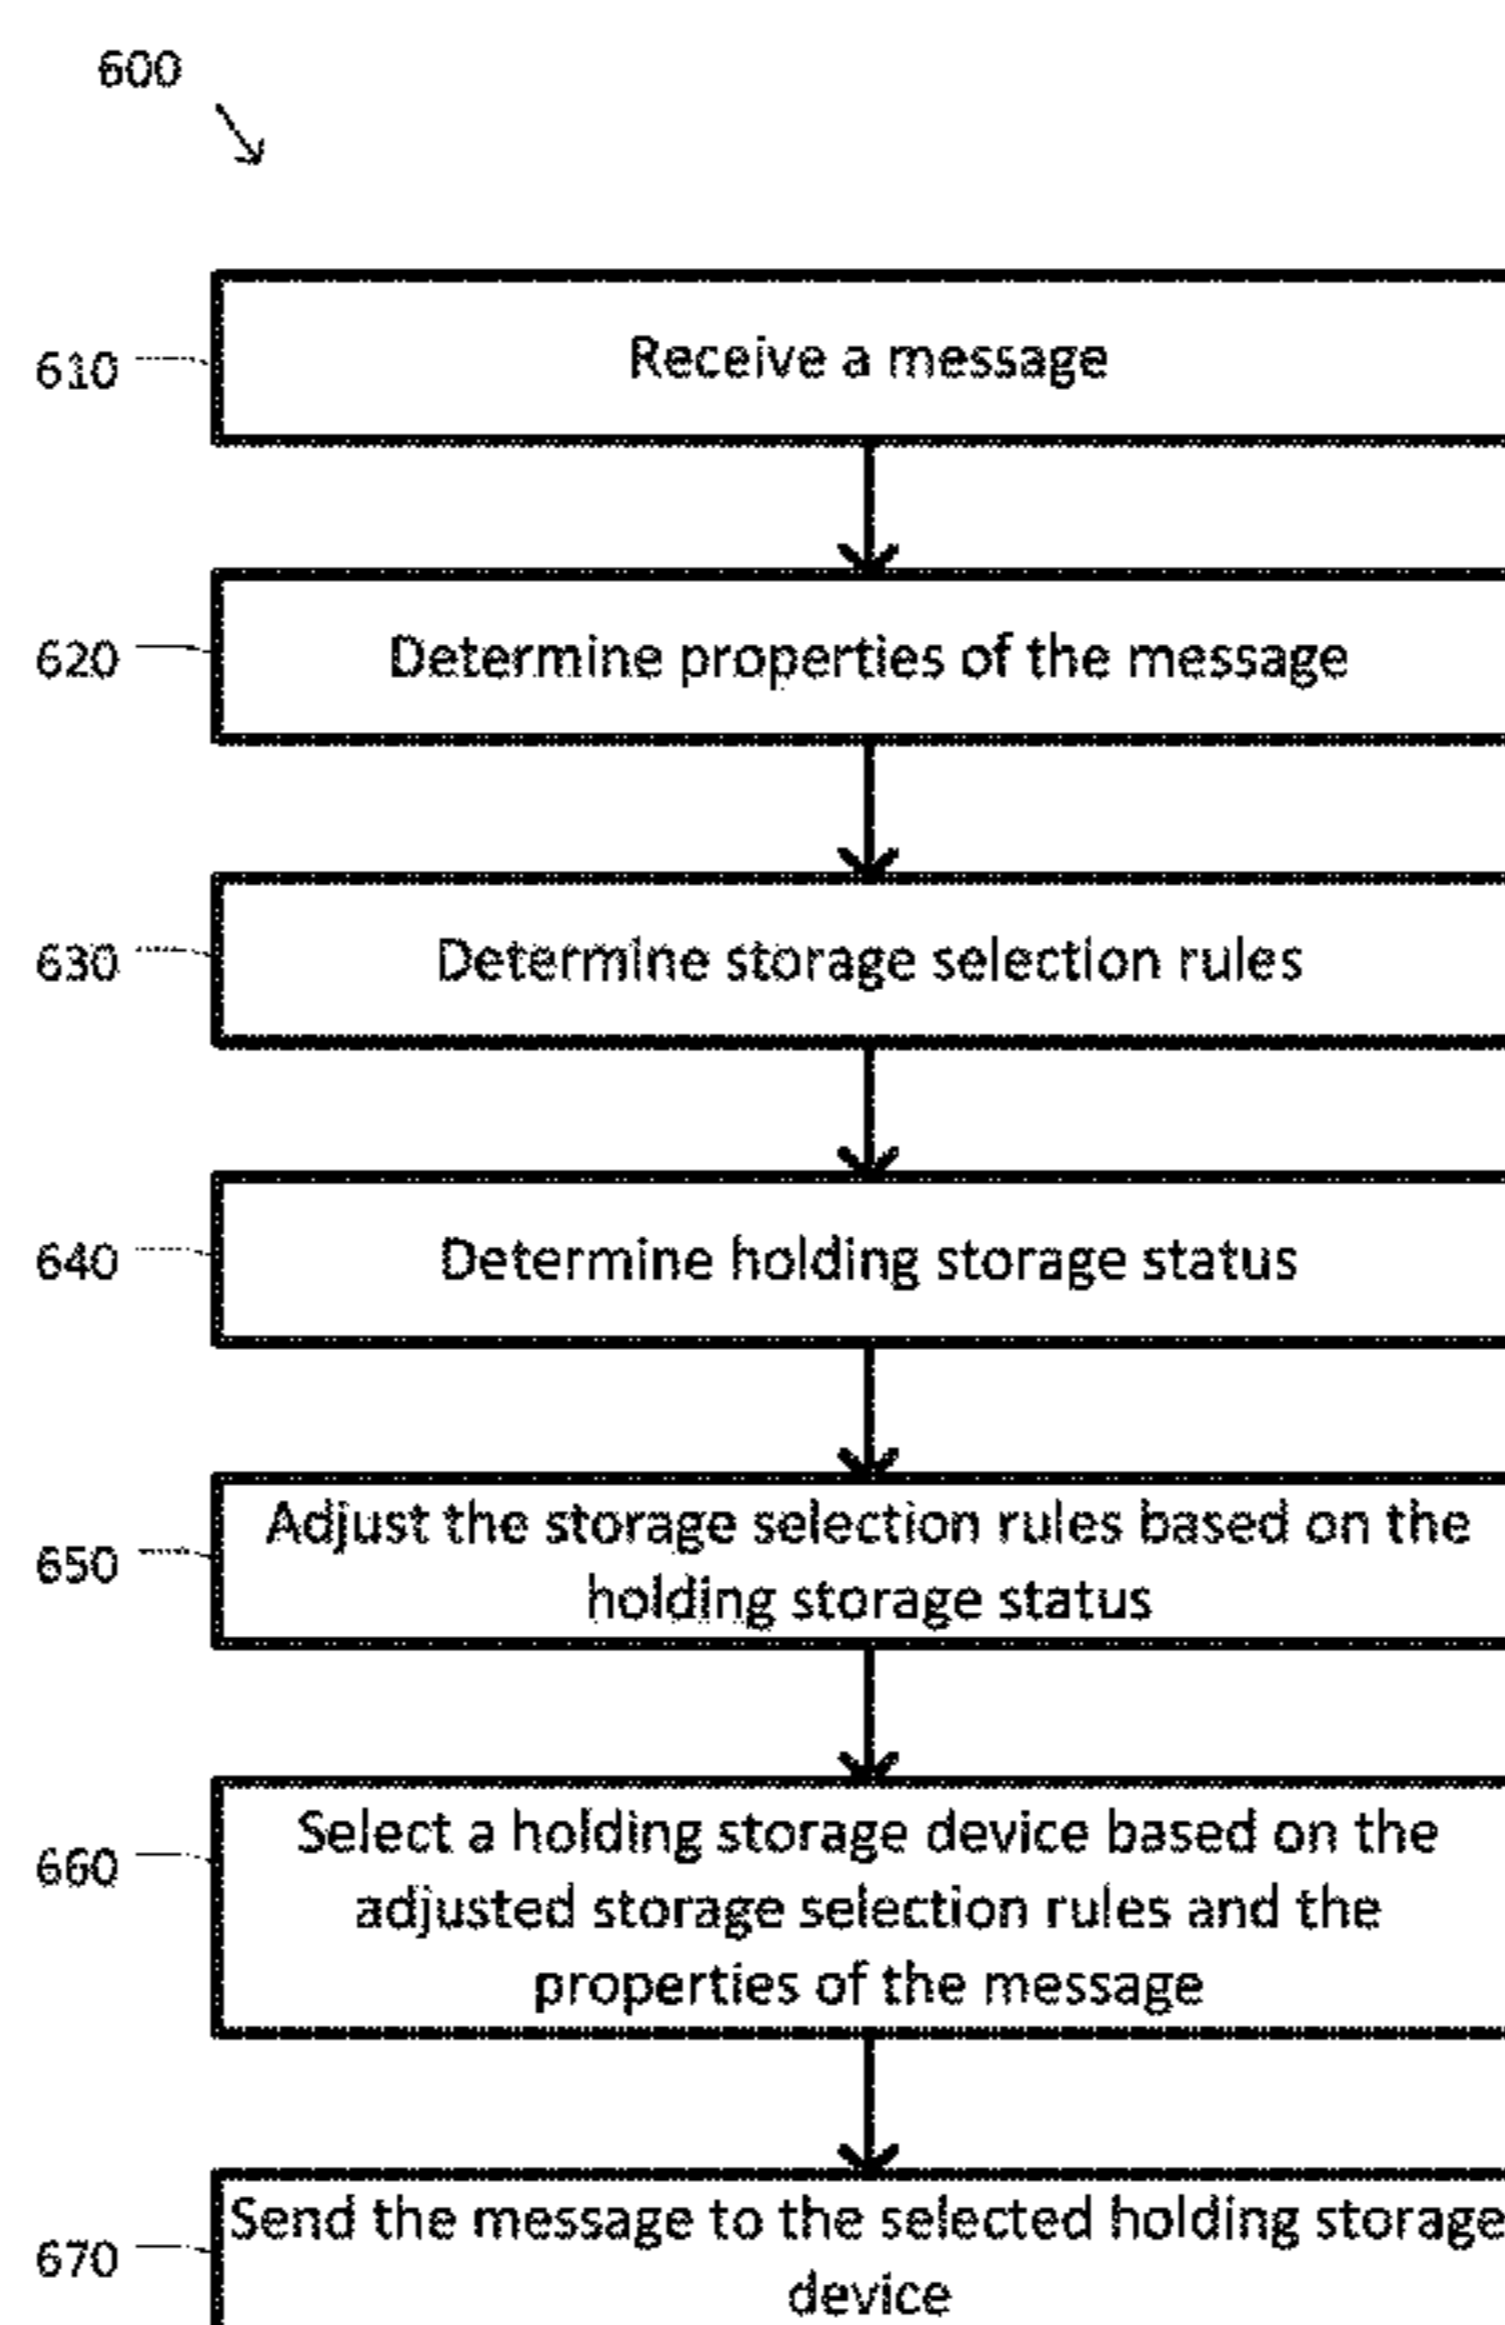 600
610
Receive a message
620
Determine properties of the message
630
Determine storage selection rules
640
Determine holding storage status
650
Adjust the storage selection rules based on the
holding storage status
660
Select a holding storage device based on the
adjusted storage selection rules and the
properties of the message
670
Send the message to the selected holding storage
device